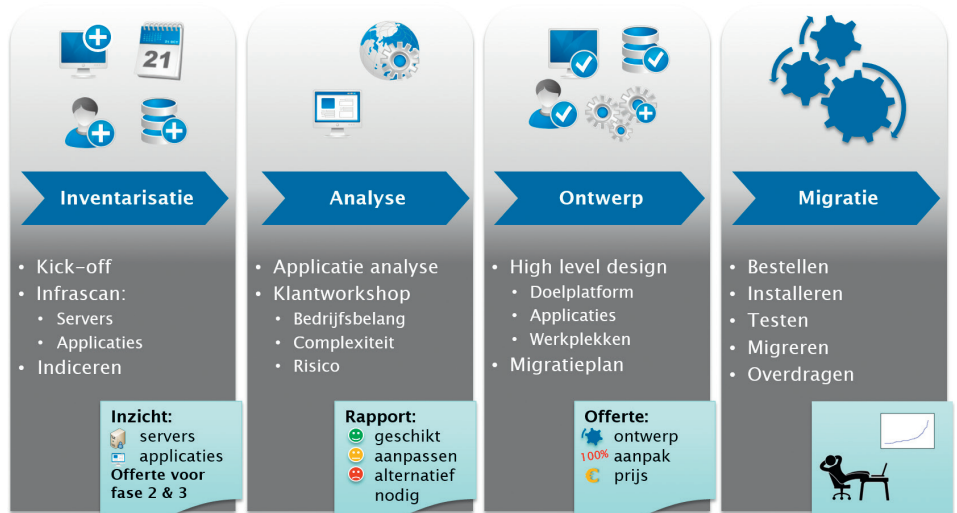 21
Inventarisatie
• Kick-off
• Infrascan:
• Servers
• Applicaties
• Indiceren
Inzicht:
servers
applicaties
Offerte voor
fase 2 & 3
Analyse
• Applicatie analyse
• Klantworkshop
• Bedrijfsbelang
• Complexiteit
• Risico
Rapport:
geschikt
aanpassen
alternatief
nodig
Ontwerp
• High level design
• Doelplatform
• Applicaties
• Werkplekken
• Migratieplan
Offerte:
ontwerp
100% aanpak
€ prijs
Migratie
• Bestellen
• Installeren
• Testen
• Migreren
• Overdragen